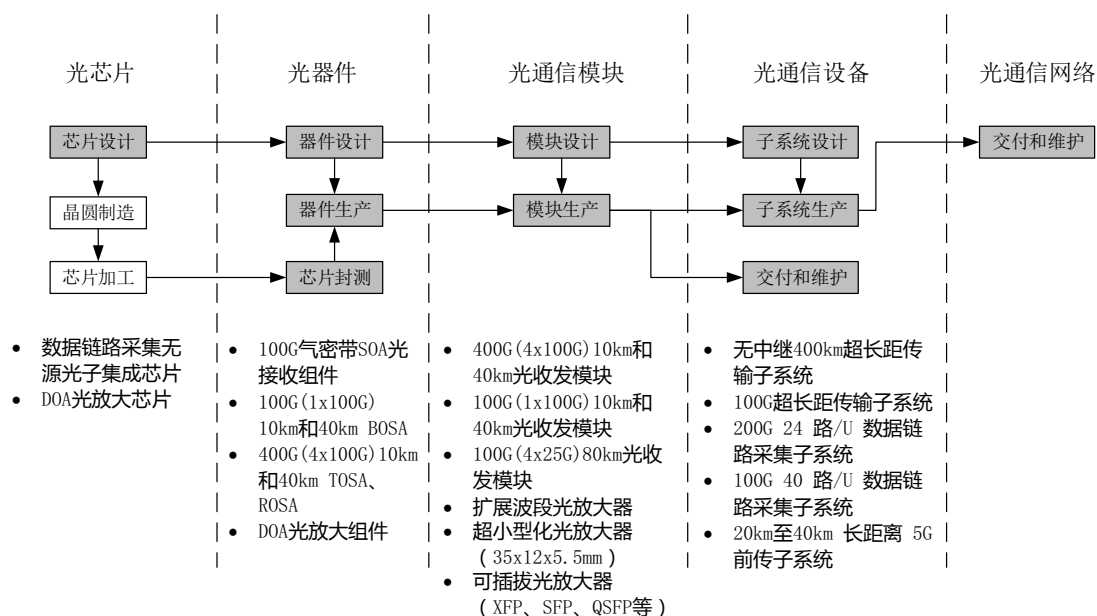 光芯片
光器件
光通信模块
光通信设备
光通信网络
芯片设计
器件设计
模块设计
子系统设计
交付和维护
晶圆制造
器件生产
模块生产
子系统生产
芯片加工
芯片封测
交付和维护
• 数据链路采集无
源光子集成芯片
• DOA光放大芯片
• 100G气密带SOA光
接收组件
• 100G(1x100G)
10km和40km BOSA
• 400G(4x100G)10km
和40km TOSA、
ROSA
• DOA光放大组件
• 400G(4x100G)10km和
40km光收发模块
• 100G(1x100G)10km和
40km光收发模块
• 100G(4x25G)80km光收
发模块
• 扩展波段光放大器
• 超小型化光放大器
（35x12x5.5mm）
• 可插拔光放大器
（XFP、SFP、QSFP等）
• 无中继400km超长距传
输子系统
• 100G超长距传输子系统
• 200G 24 路/U 数据链
路采集子系统
• 100G 40 路/U 数据链
路采集子系统
• 20km至40km 长距离 5G
前传子系统